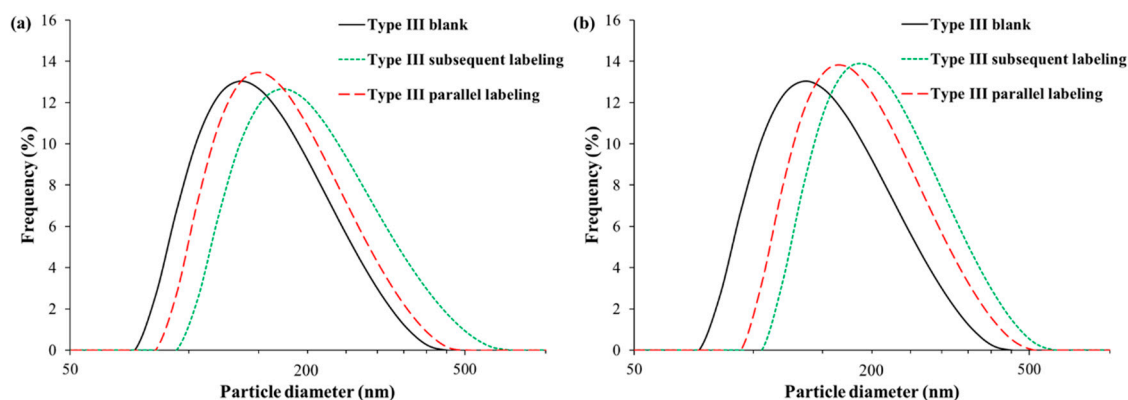 (a)
Type III blank
Type III subsequent labeling
Type III parallel labeling
Frequency (%)
16
14
12
10
8
6
4
2
0
50
200
500
Particle diameter (nm)
(b)
Type III blank
Type III subsequent labeling
Type III parallel labeling
Frequency (%)
16
14
12
10
8
6
4
2
0
50
200
500
Particle diameter (nm)